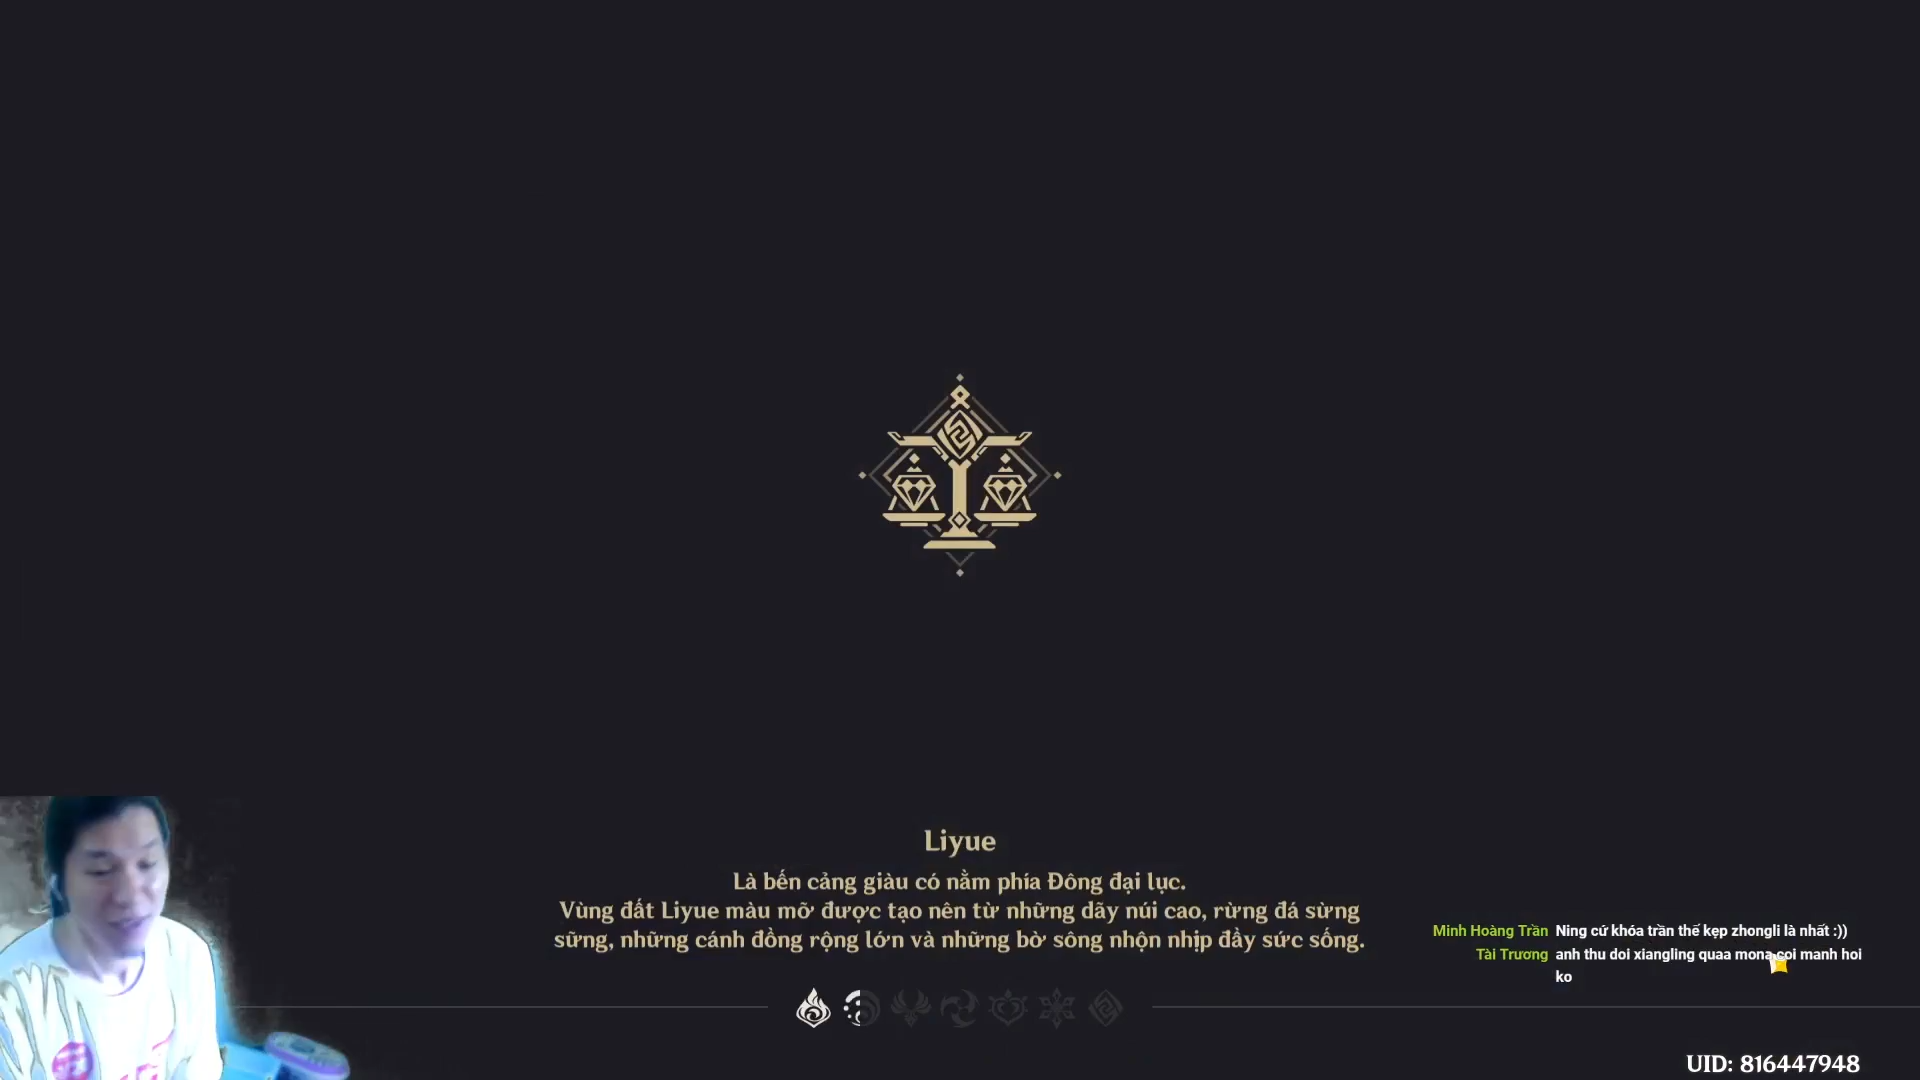 Liyue
Là bến cảng giàu có nằm phía Đông đại lục.
Vùng đất Liyue màu mỡ được tạo nên từ những dãy núi cao, rừng đá sừng
sững, những cánh đồng rộng lớn và những bờ sông nhộn nhịp đầy sức sống.
Minh Hoàng Trần Ning cứ khóa trần thế kẹp zhongli là nhất :))
Tài Trương anh thu doi xiangling quaa mona coi manh hoi
ko
UID: 816447948